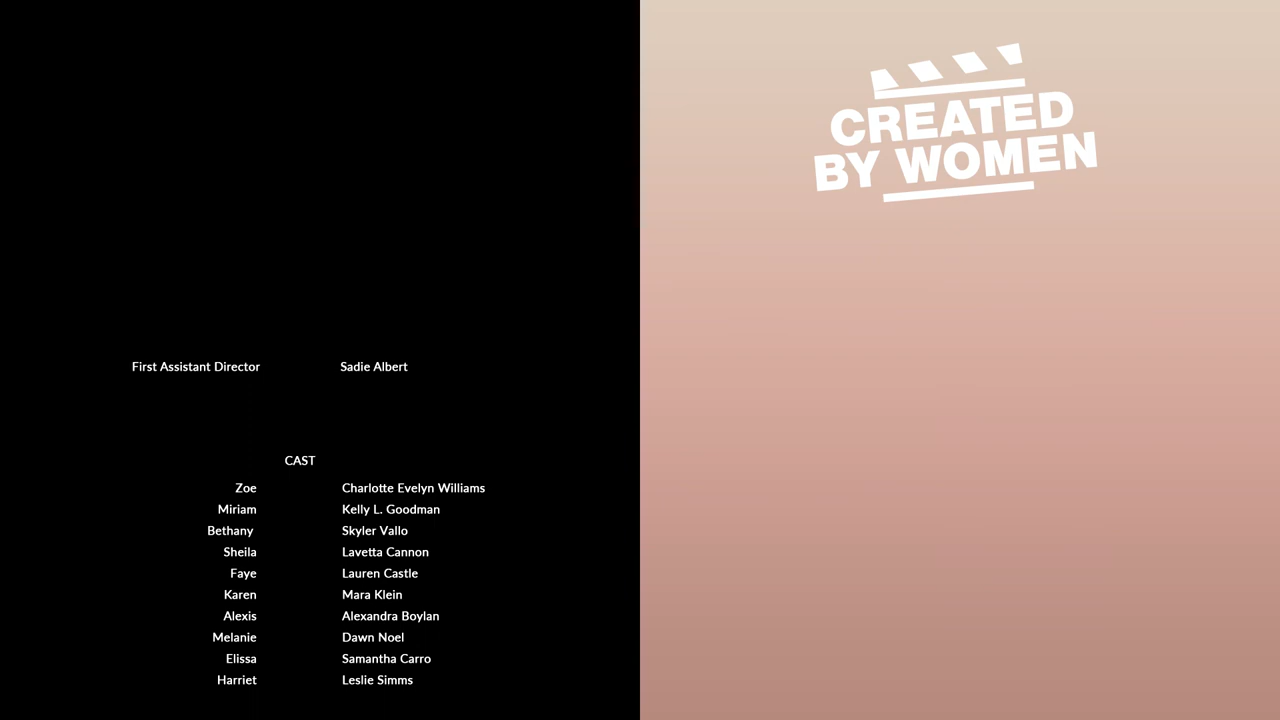 CREATED
BY WOMEN
First Assistant Director Sadie Albert
CAST
Zoe Charlotte Evelyn Williams
Miriam Kelly L. Goodman
Bethany Skyler Vallo
Sheila Lavetta Cannon
Faye Lauren Castle
Karen Mara Klein
Alexis Alexandra Boylan
Melanie Dawn Noel
Elissa Samantha Carro
Harriet Leslie Simms